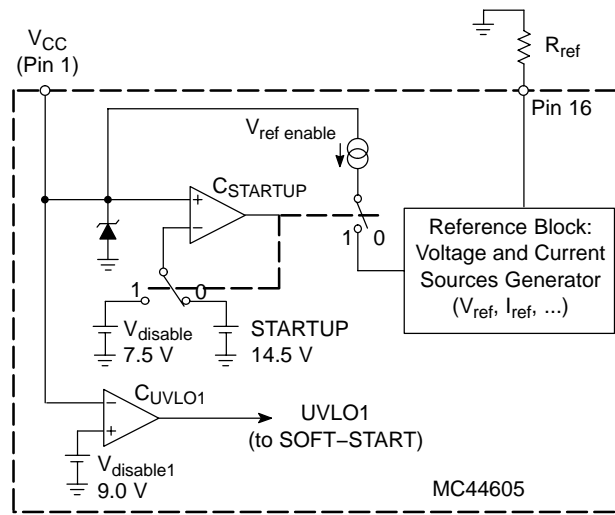 V_CC
(Pin 1)
R_ref
Pin 16
V_ref enable
C_STARTUP
+
−
1 0
Reference Block:
Voltage and Current
Sources Generator
(V_ref, I_ref, ...)
1 0
V_disable
7.5 V
STARTUP
14.5 V
C_UVLO1
−
+
UVLO1
(to SOFT−START)
V_disable1
9.0 V
MC44605